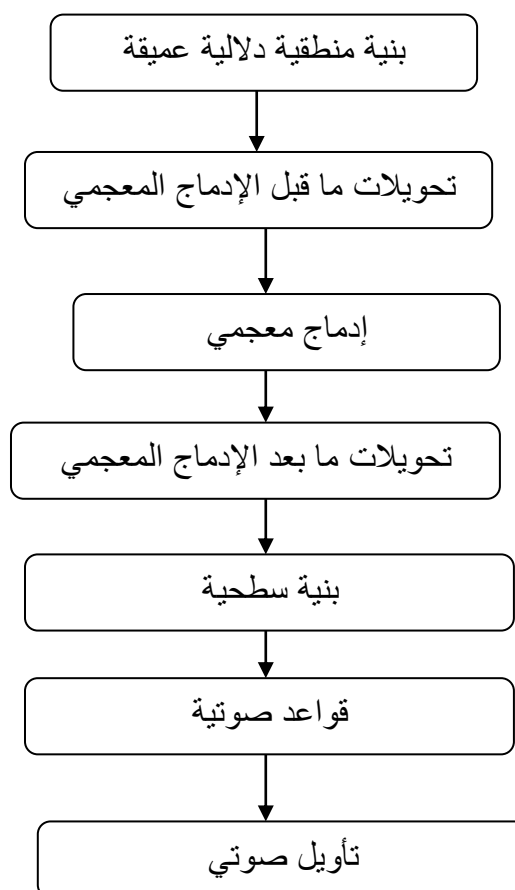 بنية منطقية دلالية عميقة
تحويلات ما قبل الإدماج المعجمي
إدماج معجمي
تحويلات ما بعد الإدماج المعجمي
بنية سطحية
قواعد صوتية
تأويل صوتي